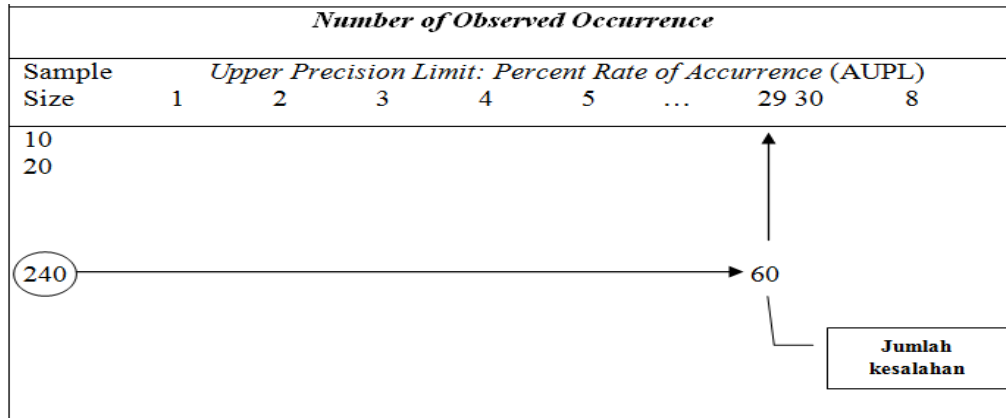 Number of Observed Occurrence
Sample Upper Precision Limit: Percent Rate of Accurrence (AUPL)
Size 1 2 3 4 5 … 29 30 8
10
20
240 60
Jumlah
kesalahan